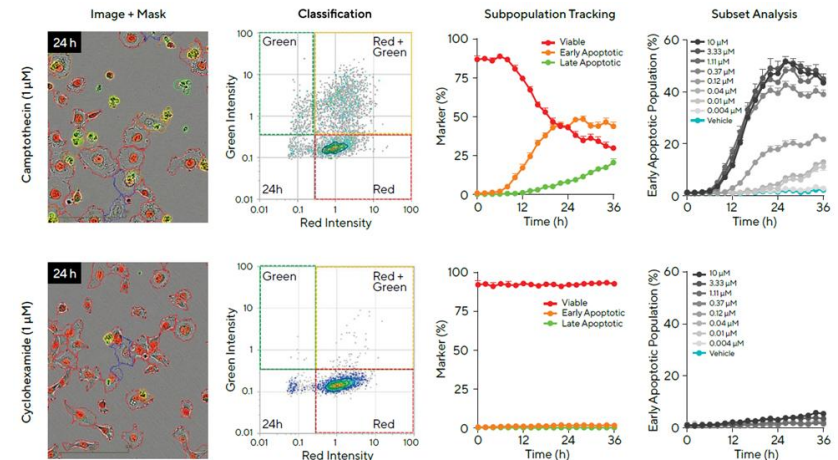 Image + Mask
Classification
Subpopulation Tracking
Subset Analysis
Camptothecin (1 µM)
24 h
Green Intensity
100
10
1
0.1
0.01
Green
Red +
Green
24h
Red
0.01
0.1
1
10
100
Red Intensity
Marker (%)
100
75
50
25
0
Viable
Early Apoptotic
Late Apoptotic
0
12
24
36
Time (h)
Early Apoptotic Population (%)
60
40
20
0
10 µM
3.33 µM
1.11 µM
0.37 µM
0.12 µM
0.04 µM
0.01 µM
0.004 µM
Vehicle
0
12
24
36
Time (h)
Cyclohexamide (1 µM)
24 h
Green Intensity
100
10
1
0.1
0.01
Green
Red +
Green
24h
Red
0.01
0.1
1
10
100
Red Intensity
Marker (%)
100
75
50
25
0
Viable
Early Apoptotic
Late Apoptotic
0
12
24
36
Time (h)
Early Apoptotic Population (%)
60
40
20
0
10 µM
3.33 µM
1.11 µM
0.37 µM
0.12 µM
0.04 µM
0.01 µM
0.004 µM
Vehicle
0
12
24
36
Time (h)